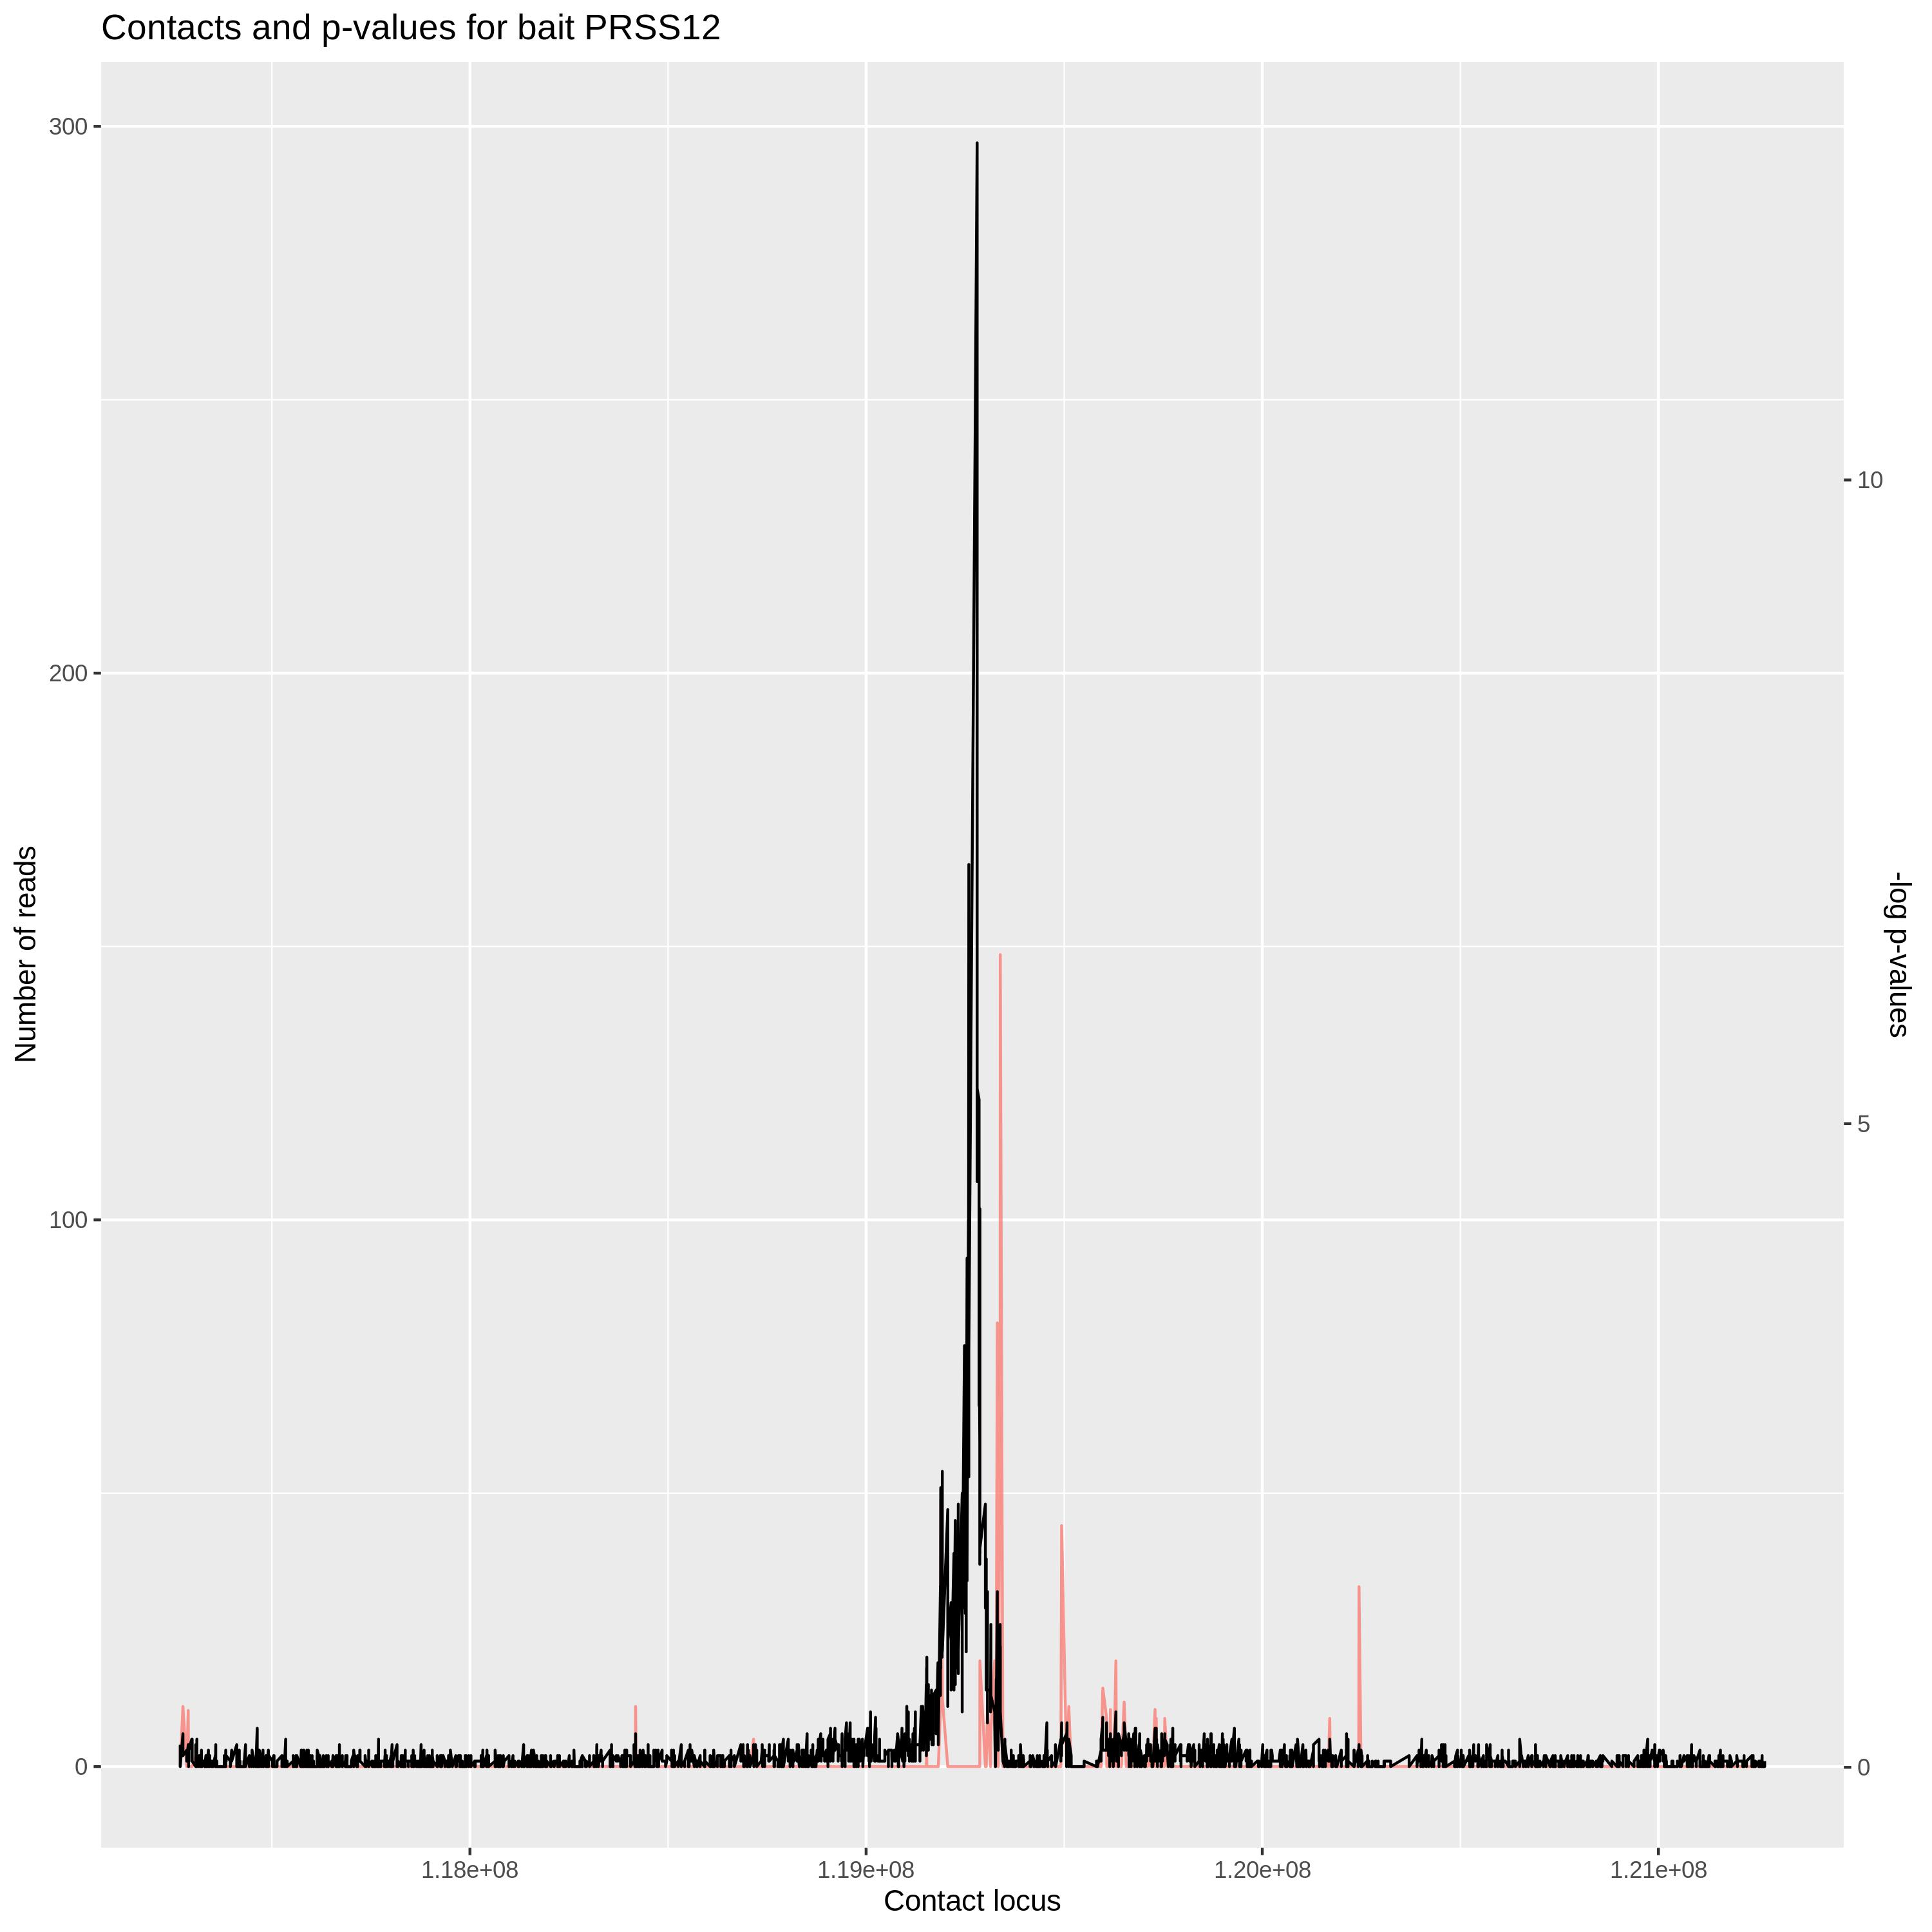 Contacts and p-values for bait PRSS12
300
200
100
0
Number of reads
10
5
0
-log p-values
1.18e+08
1.19e+08
1.20e+08
1.21e+08
Contact locus